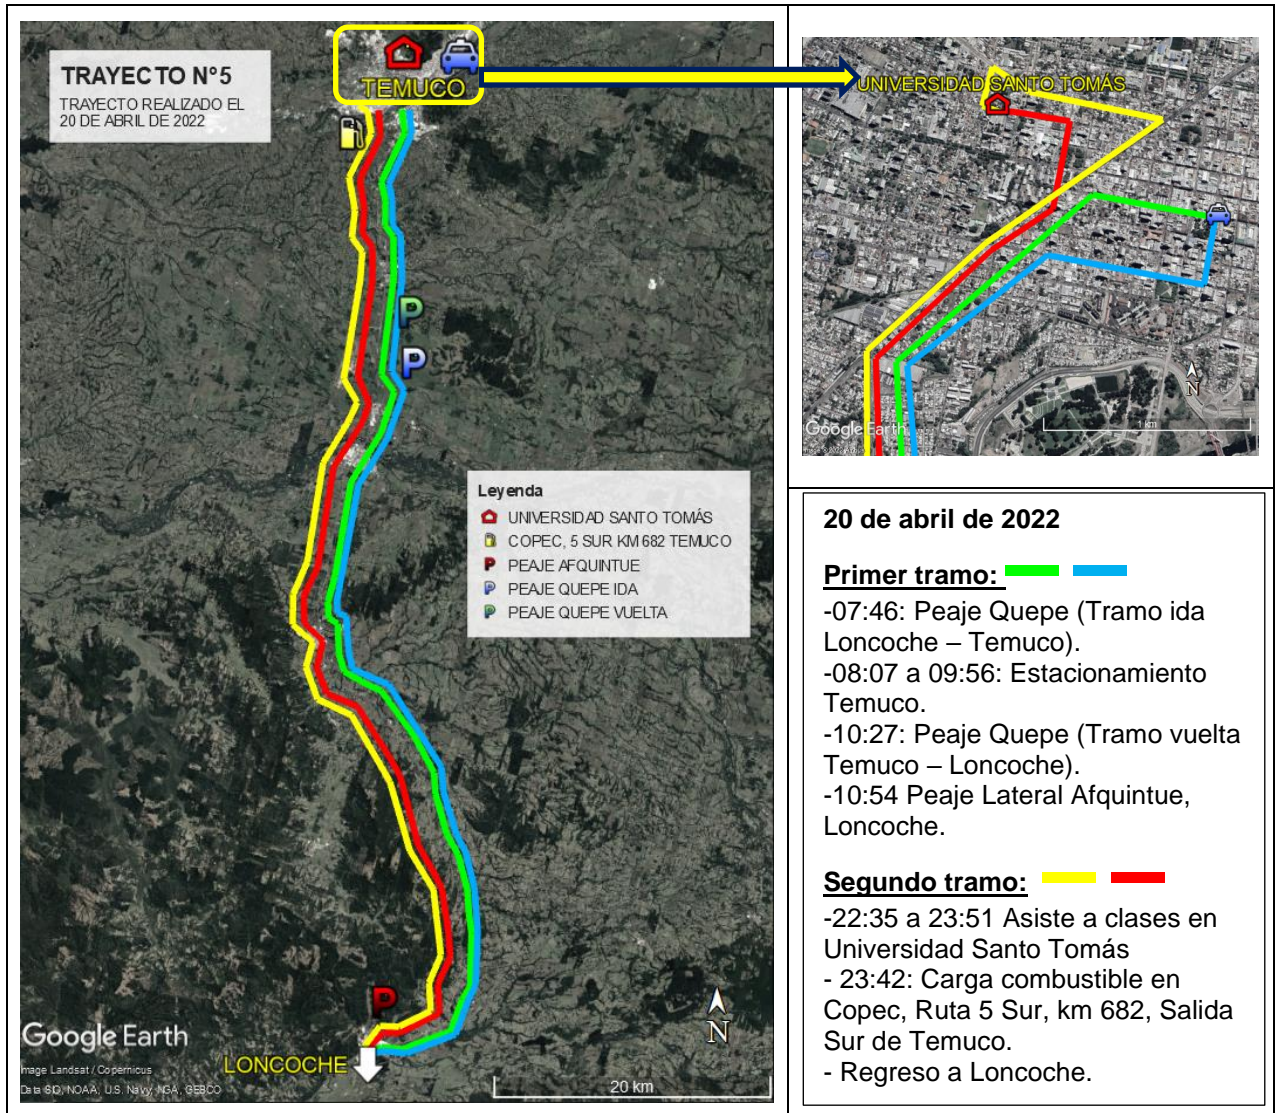 TRAYECTO N°5
TRAYECTO REALIZADO EL
20 DE ABRIL DE 2022
TEMUCO
P
P
Leyenda
UNIVERSIDAD SANTO TOMÁS
COPEC, 5 SUR KM 682 TEMUCO
P PEAJE AFQUINTUE
P PEAJE QUEPE IDA
P PEAJE QUEPE VUELTA
P
Google Earth
LONCOCHE
N
Image Landsat / Copernicus
Data SIO, NOAA, U.S. Navy, NGA, GEBCO
20 km
UNIVERSIDAD SANTO TOMÁS
N
Google Earth
1 km
20 de abril de 2022
Primer tramo:
-07:46: Peaje Quepe (Tramo ida
Loncoche – Temuco).
-08:07 a 09:56: Estacionamiento
Temuco.
-10:27: Peaje Quepe (Tramo vuelta
Temuco – Loncoche).
-10:54 Peaje Lateral Afquintue,
Loncoche.
Segundo tramo:
-22:35 a 23:51 Asiste a clases en
Universidad Santo Tomás
- 23:42: Carga combustible en
Copec, Ruta 5 Sur, km 682, Salida
Sur de Temuco.
- Regreso a Loncoche.